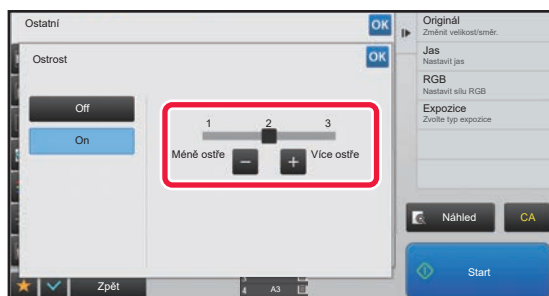 Ostatní
OK
Ostrost
OK
Off
On
1 2 3
Méně ostře
Více ostře
Originál
Změnit velikost/směr.
Jas
Nastavit jas
RGB
Nastavit sílu RGB
Expozice
Zvolte typ expozice
Náhled
CA
Start
Zpět
4 A3